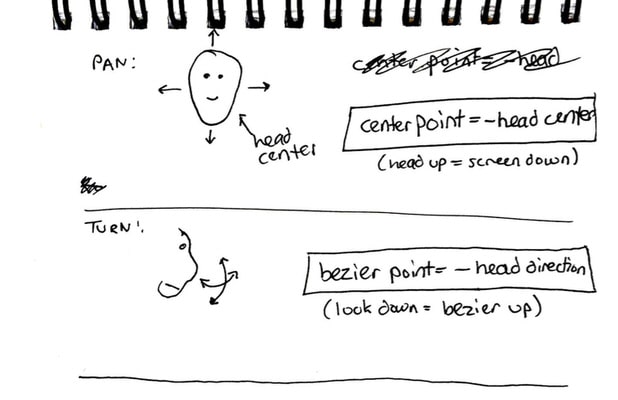 PAN:
center point = -head
head
center
center point = -head center
(head up = screen down)
TURN:
bezier point = - head direction
(look down = bezier up)